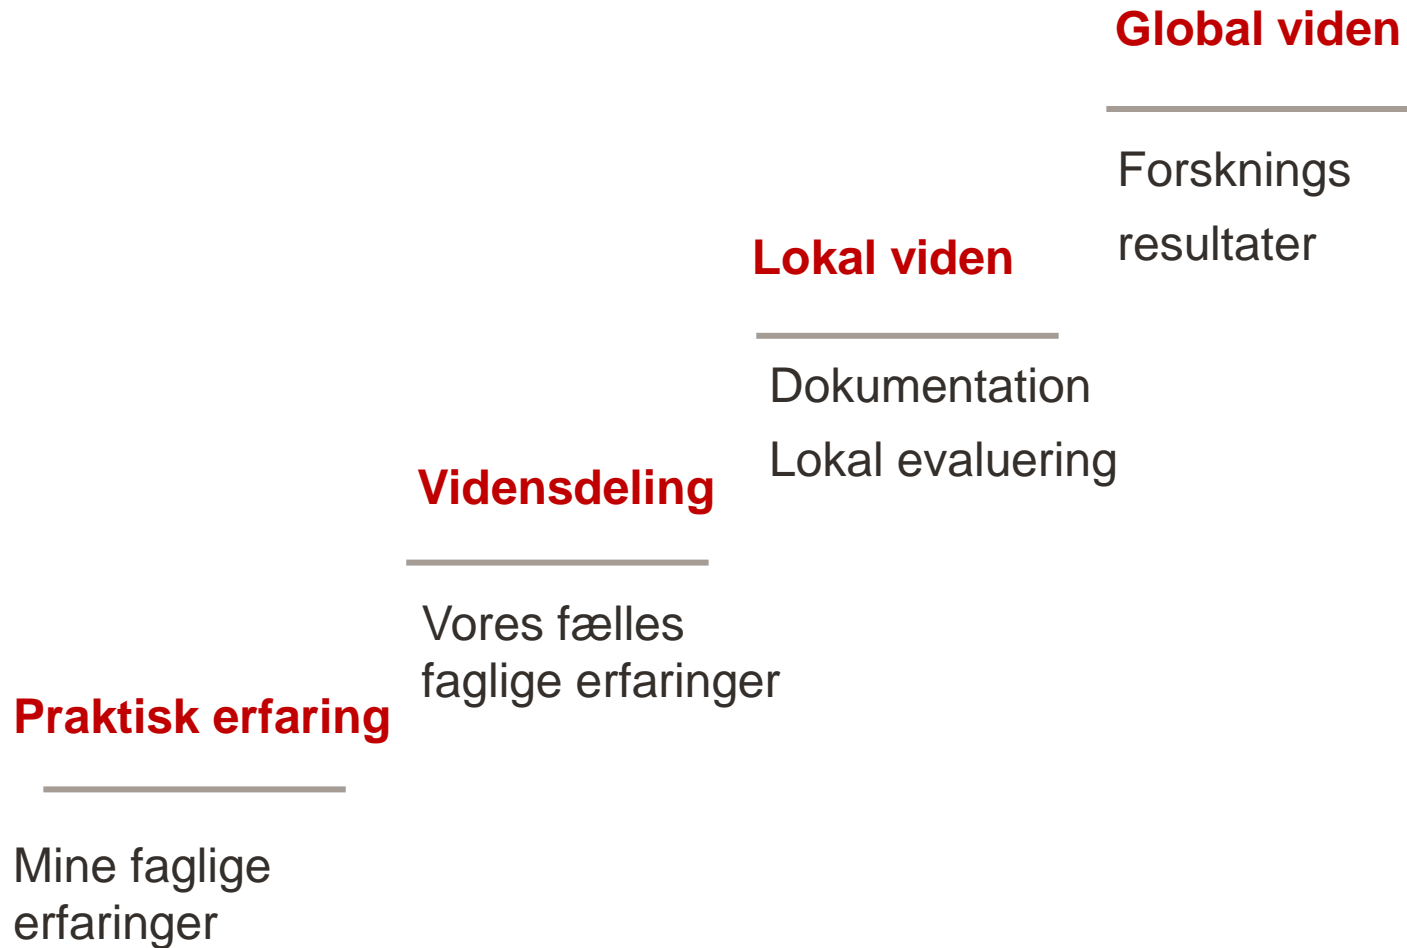 Global viden
Forsknings
resultater
Lokal viden
Dokumentation
Lokal evaluering
Vidensdeling
Vores fælles
faglige erfaringer
Praktisk erfaring
Mine faglige
erfaringer